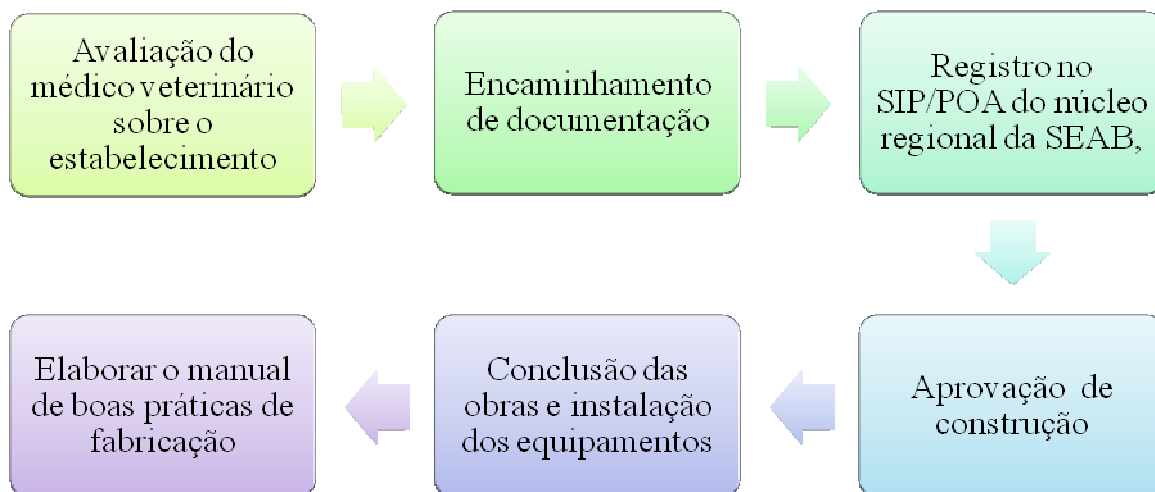 Avaliação do
médico veterinário
sobre o
estabelecimento
Encaminhamento
de documentação
Registro no
SIP/POA do núcleo
regional da SEAB,
Aprovação de
construção
Conclusão das
obras e instalação
dos equipamentos
Elaborar o manual
de boas práticas de
fabricação